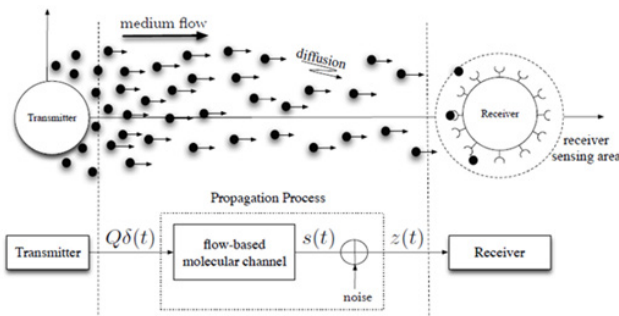 medium flow
diffusion
Transmitter
Receiver
receiver
sensing area
Propagation Process
Transmitter
Qδ(t)
flow-based
molecular channel
s(t)
z(t)
Receiver
noise